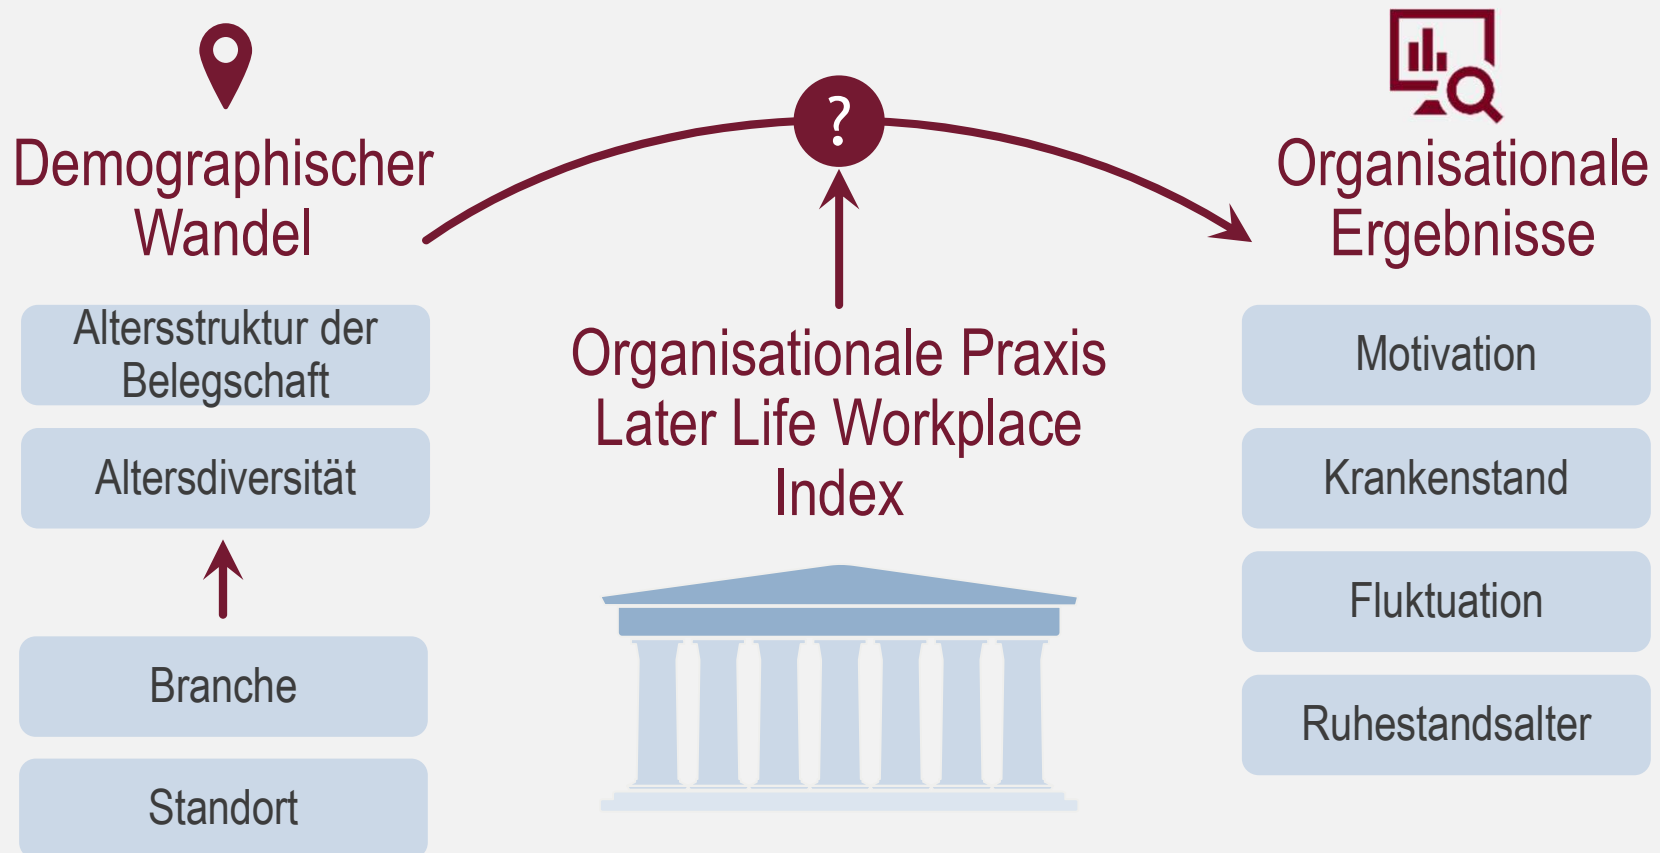 Demographischer
Wandel
Altersstruktur der
Belegschaft
Altersdiversität
Branche
Standort
?
Organisationale Praxis
Later Life Workplace
Index
Organisationale
Ergebnisse
Motivation
Krankenstand
Fluktuation
Ruhestandsalter